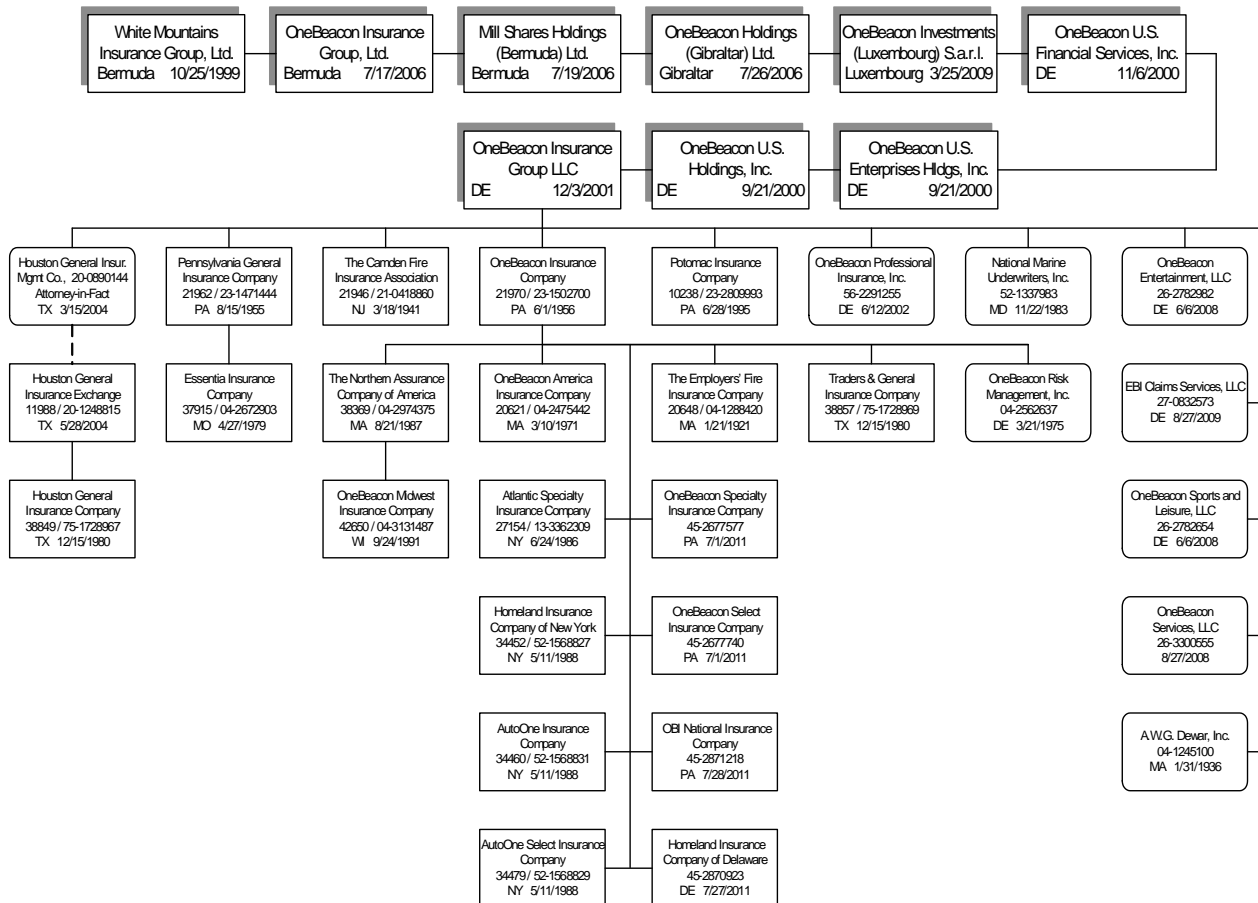 White Mountains
Insurance Group, Ltd.
Bermuda 10/25/1999
OneBeacon Insurance
Group, Ltd.
Bermuda 7/17/2006
Mill Shares Holdings
(Bermuda) Ltd.
Bermuda 7/19/2006
OneBeacon Holdings
(Gibraltar) Ltd.
Gibraltar 7/26/2006
OneBeacon Investments
(Luxembourg) S.a.r.l.
Luxembourg 3/25/2009
OneBeacon U.S.
Financial Services, Inc.
DE 11/6/2000
OneBeacon Insurance
Group LLC
DE 12/3/2001
OneBeacon U.S.
Holdings, Inc.
DE 9/21/2000
OneBeacon U.S.
Enterprises Hldgs, Inc.
DE 9/21/2000
Houston General Insur.
Mgmt Co., 20-0890144
Attorney-in-Fact
TX 3/15/2004
Pennsylvania General
Insurance Company
21962 / 23-1471444
PA 8/15/1955
The Camden Fire
Insurance Association
21946 / 21-0418860
NJ 3/18/1941
OneBeacon Insurance
Company
21970 / 23-1502700
PA 6/1/1956
Potomac Insurance
Company
10238 / 23-2809993
PA 6/28/1995
OneBeacon Professional
Insurance, Inc.
56-2291255
DE 6/12/2002
National Marine
Underwriters, Inc.
52-1337983
MD 11/22/1983
OneBeacon
Entertainment, LLC
26-2782982
DE 6/6/2008
Houston General
Insurance Exchange
11988 / 20-1248815
TX 5/28/2004
Essentia Insurance
Company
37915 / 04-2672903
MO 4/27/1979
The Northern Assurance
Company of America
38369 / 04-2974375
MA 8/21/1987
OneBeacon America
Insurance Company
20621 / 04-2475442
MA 3/10/1971
The Employers' Fire
Insurance Company
20648 / 04-1288420
MA 1/21/1921
Traders & General
Insurance Company
38857 / 75-1728969
TX 12/15/1980
OneBeacon Risk
Management, Inc.
04-2562637
DE 3/21/1975
EBI Claims Services, LLC
27-0832573
DE 8/27/2009
Houston General
Insurance Company
38849 / 75-1728967
TX 12/15/1980
OneBeacon Midwest
Insurance Company
42650 / 04-3131487
WI 9/24/1991
Atlantic Specialty
Insurance Company
27154 / 13-3362309
NY 6/24/1986
OneBeacon Specialty
Insurance Company
45-2677577
PA 7/1/2011
OneBeacon Sports and
Leisure, LLC
26-2782654
DE 6/6/2008
Homeland Insurance
Company of New York
34452 / 52-1568827
NY 5/11/1988
OneBeacon Select
Insurance Company
45-2677740
PA 7/1/2011
OneBeacon
Services, LLC
26-3300555
8/27/2008
AutoOne Insurance
Company
34460 / 52-1568831
NY 5/11/1988
OBI National Insurance
Company
45-2871218
PA 7/28/2011
A.W.G. Dewar, Inc.
04-1245100
MA 1/31/1936
AutoOne Select Insurance
Company
34479 / 52-1568829
NY 5/11/1988
Homeland Insurance
Company of Delaware
45-2870923
DE 7/27/2011